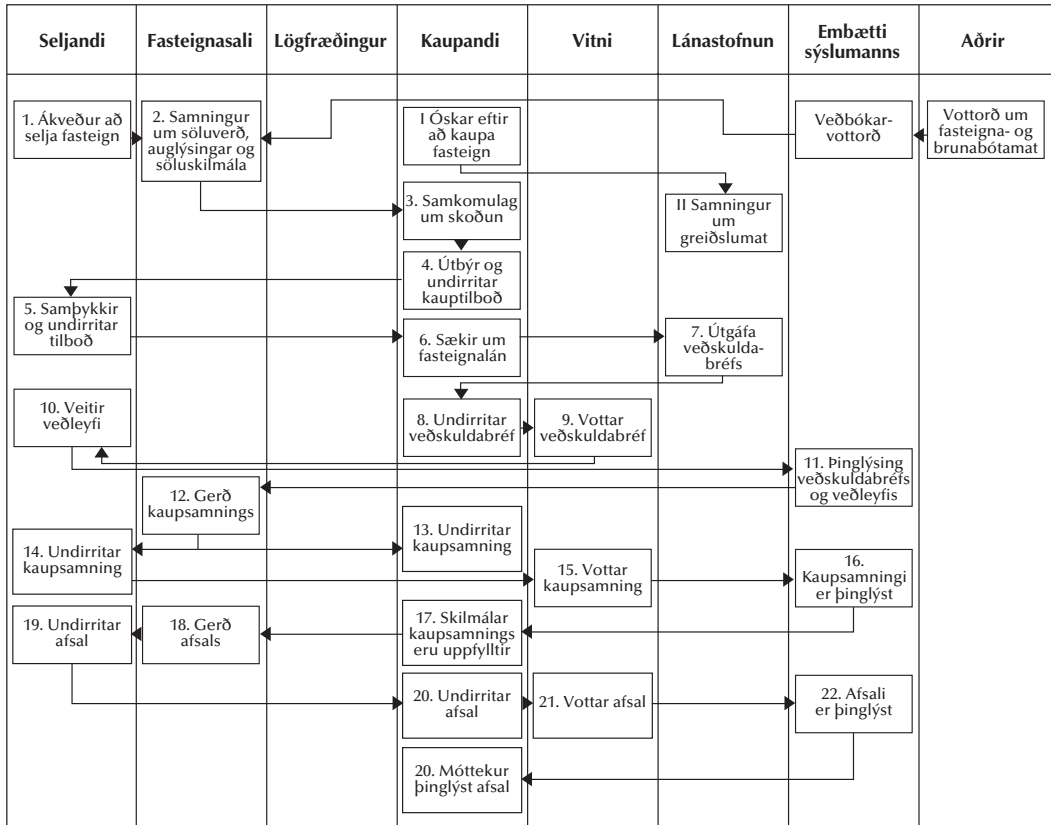 Seljandi
Fasteignasali
Lögfræðingur
Kaupandi
Vitni
Lánastofnun
Embætti
sýslumanns
Aðrir
1. Ákveður að
selja fasteign
2. Samningur
um söluverð,
auglýsingar og
söluskilmála
I Óskar eftir
að kaupa
fasteign
Veðbókar-
vottorð
Vottorð um
fasteigna- og
brunabótamat
II Samningur
um
greiðslumat
3. Samkomulag
um skoðun
4. Útbýr og
undirritar
kauptilboð
5. Samþykkir
og undirritar
tilboð
6. Sækir um
fasteignalán
7. Útgáfa
veðskulda-
bréfs
8. Undirritar
veðskuldabréf
9. Vottar
veðskuldabréf
10. Veitir
veðleyfi
11. Þinglýsing
veðskuldabréfs
og veðleyfis
12. Gerð
kaupsamnings
13. Undirritar
kaupsamning
14. Undirritar
kaupsamning
15. Vottar
kaupsamning
16.
Kaupsamningi
er þinglýst
17. Skilmálar
kaupsamnings
eru uppfylltir
18. Gerð
afsals
19. Undirritar
afsal
20. Undirritar
afsal
21. Vottar afsal
22. Afsali
er þinglýst
20. Móttekur
þinglýst afsal